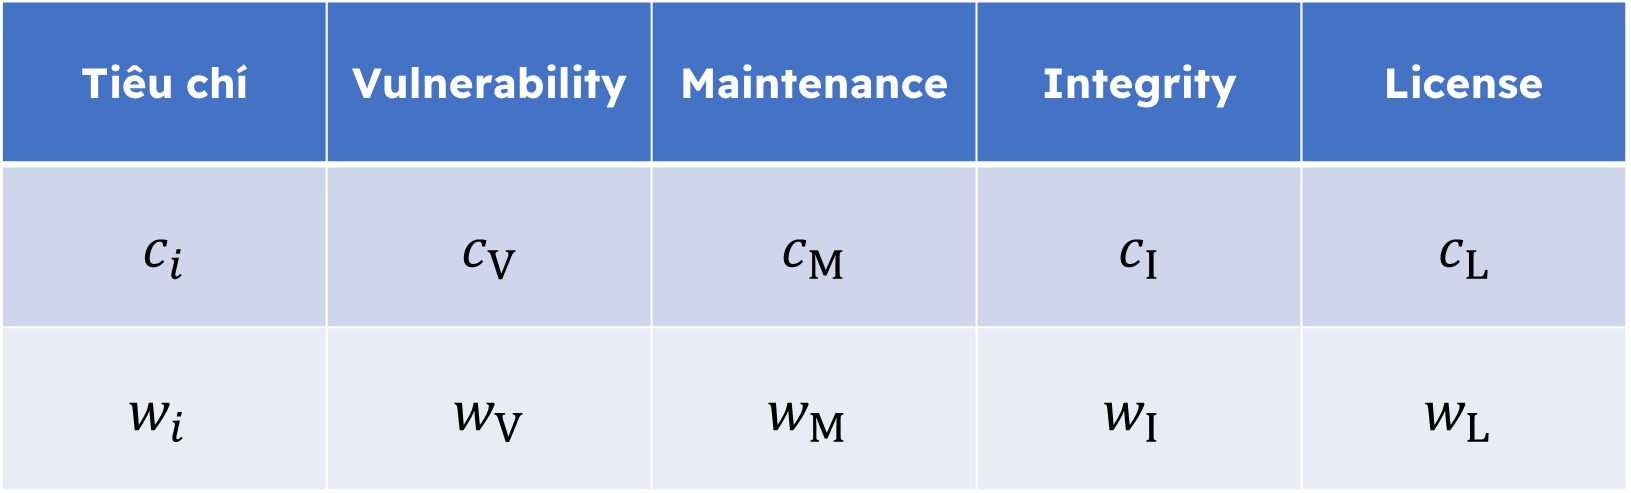 Tiêu chí Vulnerability Maintenance Integrity License
c_i c_V c_M c_I c_L
w_i w_V w_M w_I w_L